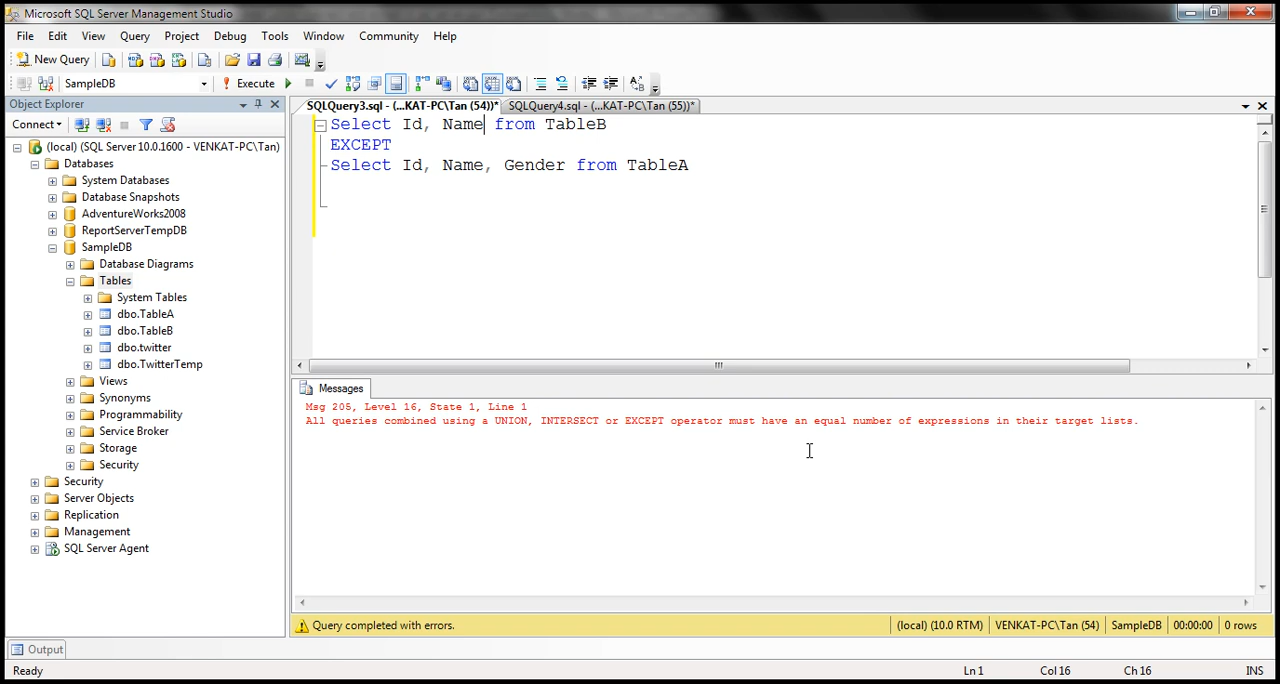 Microsoft SQL Server Management Studio
File Edit View Query Project Debug Tools Window Community Help
New Query
SampleDB Execute
Object Explorer
SQLQuery3.sql - (...KAT-PC\Tan (54))* SQLQuery4.sql - (...KAT-PC\Tan (55))*
Connect
(local) (SQL Server 10.0.1600 - VENKAT-PC\Tan)
Databases
System Databases
Database Snapshots
AdventureWorks2008
ReportServerTempDB
SampleDB
Database Diagrams
Tables
System Tables
dbo.TableA
dbo.TableB
dbo.twitter
dbo.TwitterTemp
Views
Synonyms
Programmability
Service Broker
Storage
Security
Security
Server Objects
Replication
Management
SQL Server Agent
Select Id, Name from TableB
EXCEPT
Select Id, Name, Gender from TableA
Messages
Msg 205, Level 16, State 1, Line 1
All queries combined using a UNION, INTERSECT or EXCEPT operator must have an equal number of expressions in their target lists.
Query completed with errors. (local) (10.0 RTM) VENKAT-PC\Tan (54) SampleDB 00:00:00 0 rows
Output
Ready Ln 1 Col 16 Ch 16 INS